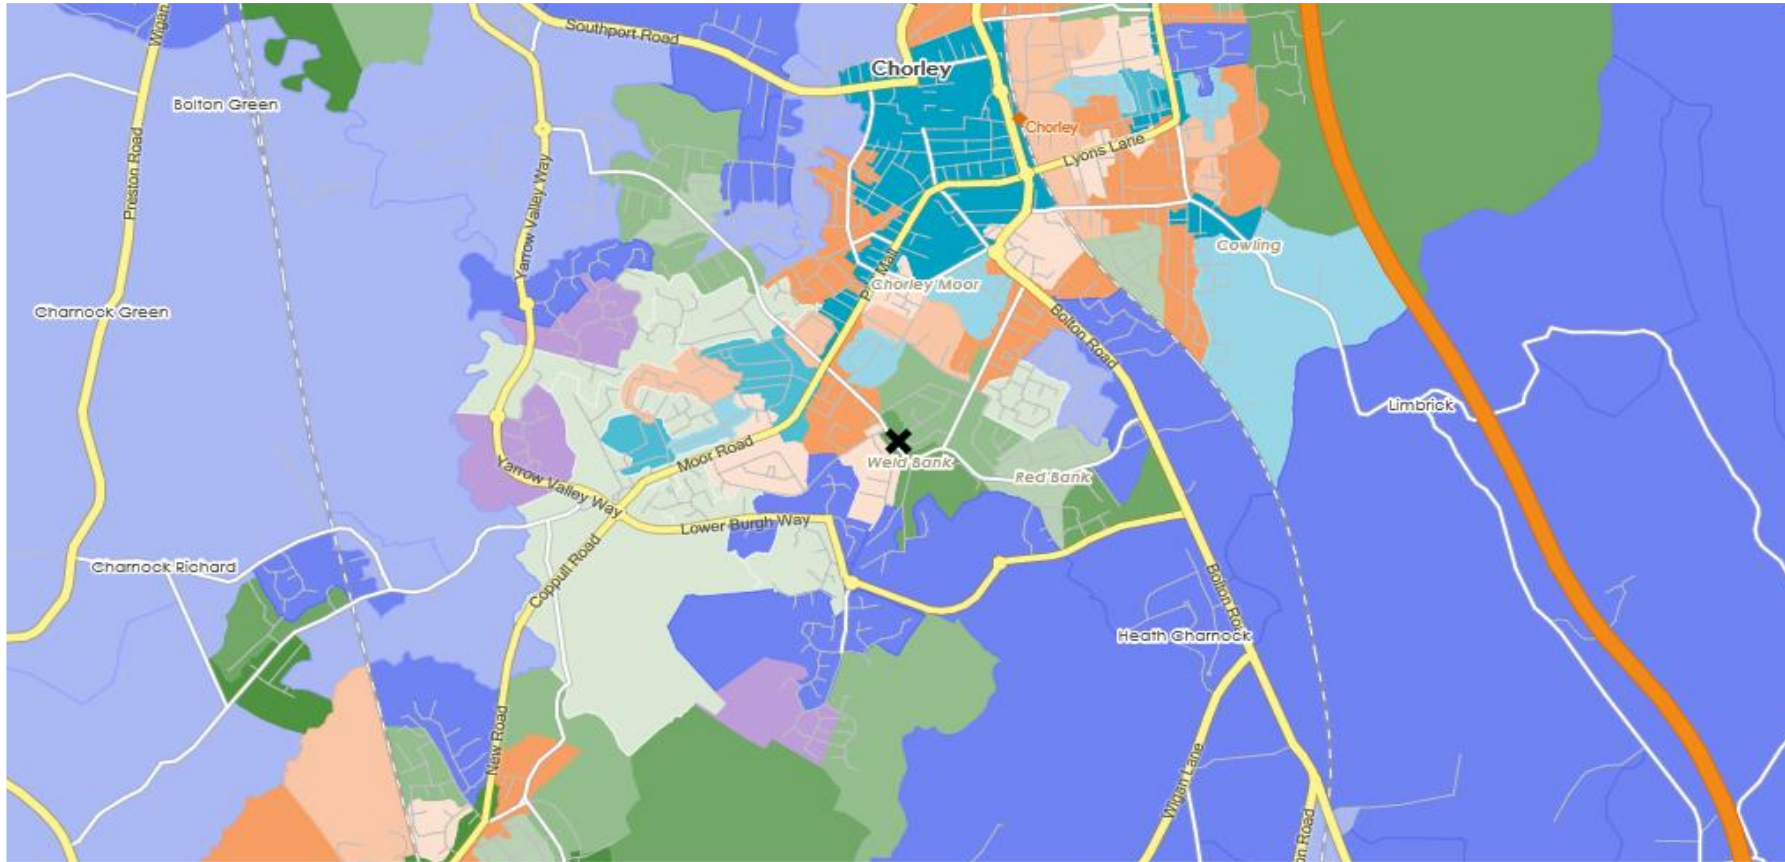 Wigan
Southport Road
Chorley
Bolton Green
Chorley
Lyons Lane
Preston Road
Yarrow Valley Way
Cowling
Pall Mall
Chorley Moor
Charnock Green
Bolton Road
Limbrick
Moor Road
Weld Bank
Red Bank
Yarrow Valley Way
Lower Burgh Way
Charnock Richard
Coppull Road
Bolton Road
Heath Charnock
New Road
Wigan Lane
on Road